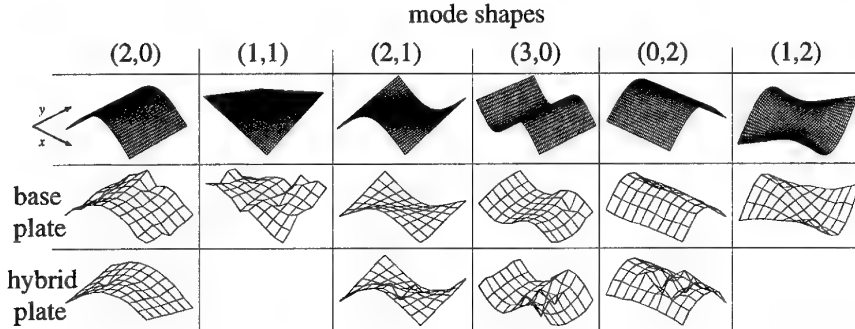 mode shapes
(2,0) (1,1) (2,1) (3,0) (0,2) (1,2)
y
x
base
plate
hybrid
plate